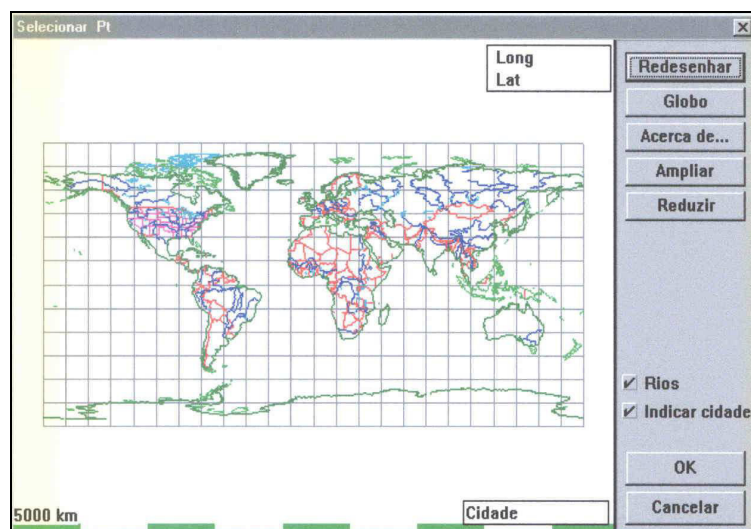 Selecionar Pt
Long
Lat
Redesenhar
Globo
Acerca de...
Ampliar
Reduzir
Rios
Indicar cidade
5000 km
Cidade
OK
Cancelar